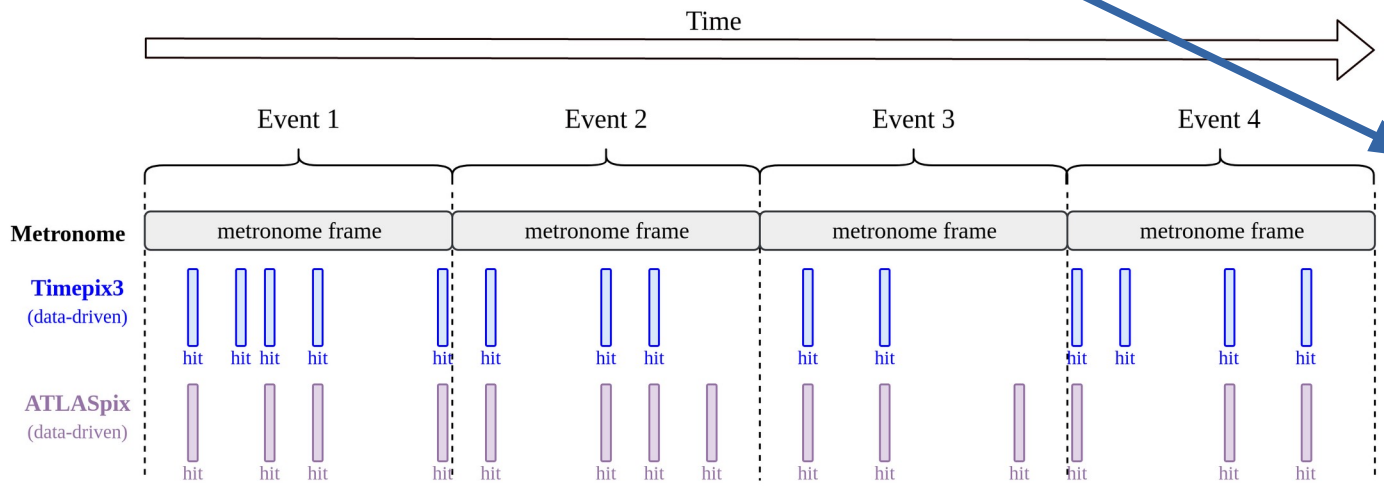 Time
Event 1 Event 2 Event 3 Event 4
Metronome metronome frame metronome frame metronome frame metronome frame
Timepix3
(data-driven)
hit hit hit hit hit hit hit hit hit hit hit hit hit hit
ATLASpix
(data-driven)
hit hit hit hit hit hit hit hit hit hit hit hit hit hit